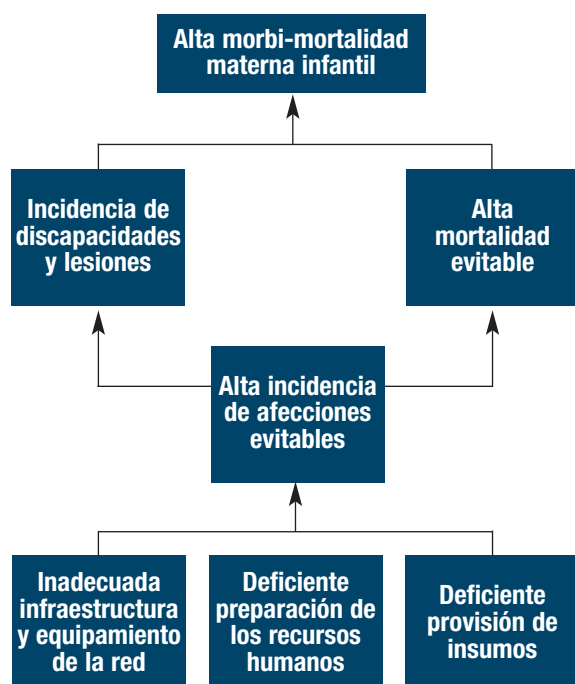 Alta morbi-mortalidad
materna infantil
Incidencia de
discapacidades
y lesiones
Alta
mortalidad
evitable
Alta incidencia
de afecciones
evitables
Inadecuada
infraestructura
y equipamiento
de la red
Deficiente
preparación de
los recursos
humanos
Deficiente
provisión de
insumos